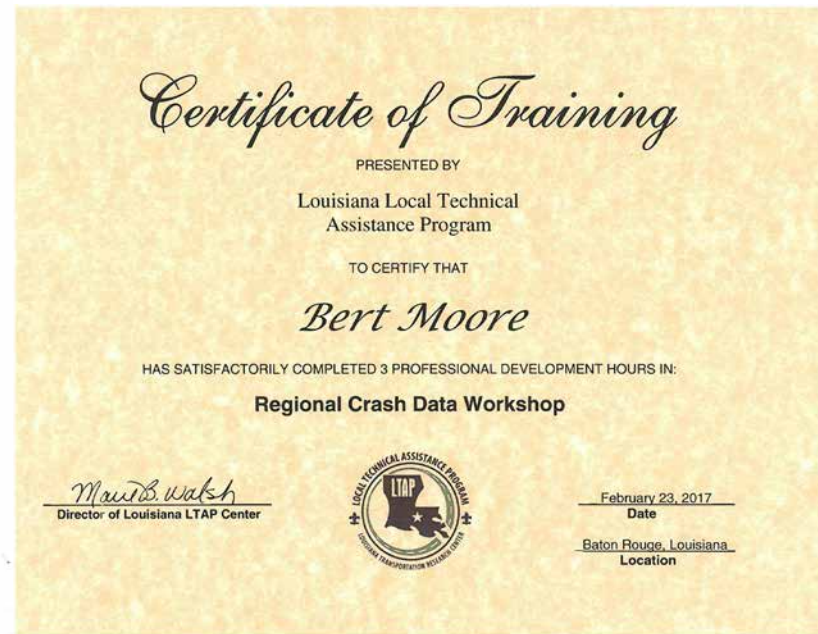 Certificate of Training
PRESENTED BY
Louisiana Local Technical
Assistance Program
TO CERTIFY THAT
Bert Moore
HAS SATISFACTORILY COMPLETED 3 PROFESSIONAL DEVELOPMENT HOURS IN:
Regional Crash Data Workshop
Marie B. Walsh
Director of Louisiana LTAP Center
LOCAL TECHNICAL ASSISTANCE PROGRAM
LTAP
LOUISIANA TRANSPORTATION RESEARCH CENTER
February 23, 2017
Date
Baton Rouge, Louisiana
Location